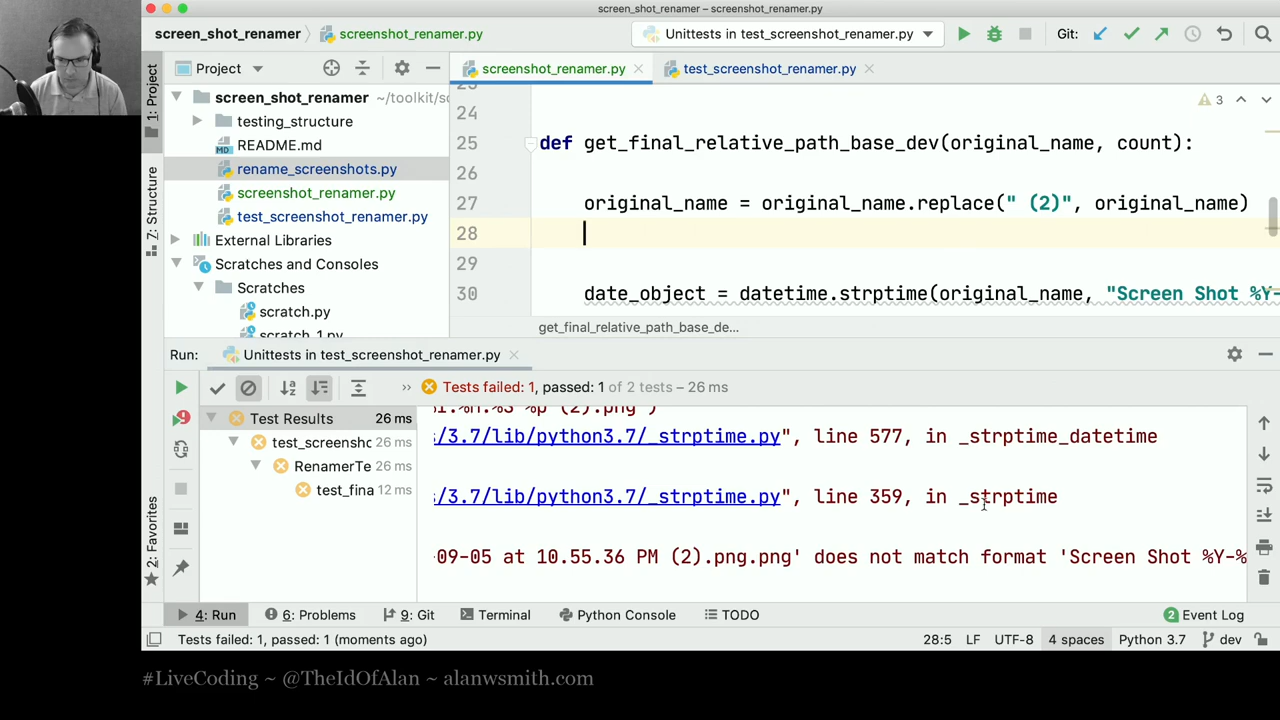 screen_shot_renamer – screenshot_renamer.py
screen_shot_renamer
screenshot_renamer.py
Unittests in test_screenshot_renamer.py
Git:
1: Project
Project
screenshot_renamer.py
test_screenshot_renamer.py
screen_shot_renamer ~/toolkit/sc
testing_structure
README.md
rename_screenshots.py
screenshot_renamer.py
test_screenshot_renamer.py
External Libraries
Scratches and Consoles
Scratches
scratch.py
scratch_1.py
Z: Structure
2: Favorites
3
24
25 def get_final_relative_path_base_dev(original_name, count):
26
27 original_name = original_name.replace(" (2)", original_name)
28
29
30 date_object = datetime.strptime(original_name, "Screen Shot %Y-
get_final_relative_path_base_de...
Run: Unittests in test_screenshot_renamer.py
Tests failed: 1, passed: 1 of 2 tests – 26 ms
Test Results 26 ms
test_screenshc 26 ms
RenamerTe 26 ms
test_fina 12 ms
%M.%S %p (2).png")
/3.7/lib/python3.7/_strptime.py", line 577, in _strptime_datetime
/3.7/lib/python3.7/_strptime.py", line 359, in _strptime
-09-05 at 10.55.36 PM (2).png.png' does not match format 'Screen Shot %Y-%
4: Run
6: Problems
9: Git
Terminal
Python Console
TODO
2 Event Log
Tests failed: 1, passed: 1 (moments ago)
28:5 LF UTF-8 4 spaces Python 3.7 dev
#LiveCoding ~ @TheIdOfAlan ~ alanwsmith.com